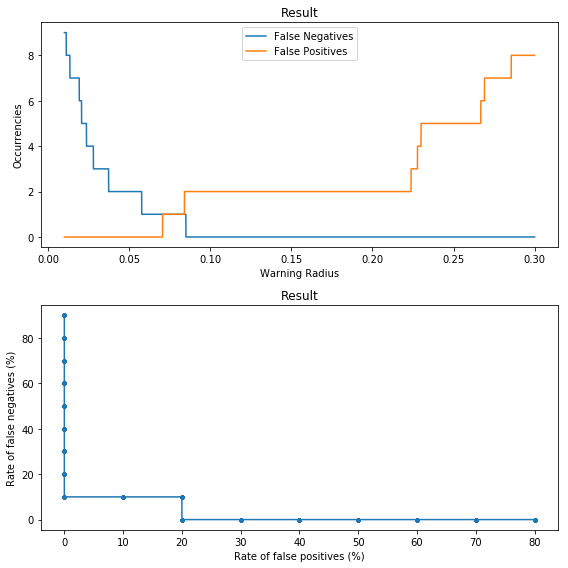 Result
False Negatives
False Positives
Occurrencies
8
6
4
2
0
0.00 0.05 0.10 0.15 0.20 0.25 0.30
Warning Radius
Result
Rate of false negatives (%)
80
60
40
20
0
0 10 20 30 40 50 60 70 80
Rate of false positives (%)